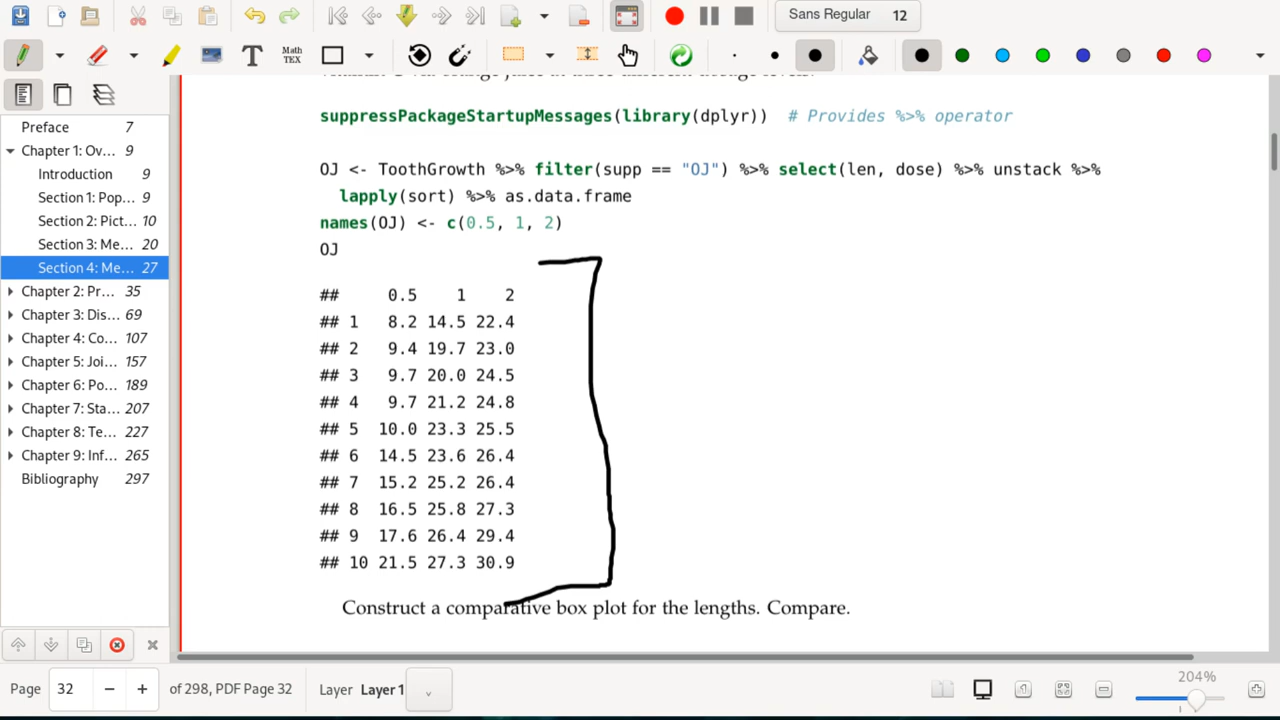 Sans Regular 12
Math
TEX
Preface 7
Chapter 1: Ov... 9
Introduction 9
Section 1: Pop... 9
Section 2: Pict... 10
Section 3: Me... 20
Section 4: Me... 27
Chapter 2: Pr... 35
Chapter 3: Dis... 69
Chapter 4: Co... 107
Chapter 5: Joi... 157
Chapter 6: Po... 189
Chapter 7: Sta... 207
Chapter 8: Te... 227
Chapter 9: Inf... 265
Bibliography 297
suppressPackageStartupMessages(library(dplyr)) # Provides %>% operator
OJ <- ToothGrowth %>% filter(supp == "OJ") %>% select(len, dose) %>% unstack %>%
lapply(sort) %>% as.data.frame
names(OJ) <- c(0.5, 1, 2)
OJ
## 0.5 1 2
## 1 8.2 14.5 22.4
## 2 9.4 19.7 23.0
## 3 9.7 20.0 24.5
## 4 9.7 21.2 24.8
## 5 10.0 23.3 25.5
## 6 14.5 23.6 26.4
## 7 15.2 25.2 26.4
## 8 16.5 25.8 27.3
## 9 17.6 26.4 29.4
## 10 21.5 27.3 30.9
Construct a comparative box plot for the lengths. Compare.
Page 32 of 298, PDF Page 32 Layer Layer 1 204%